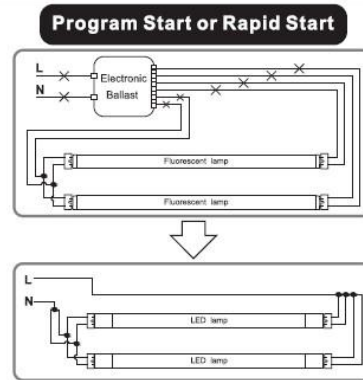 Program Start or Rapid Start
L
N
Electronic
Ballast
Fluorescent lamp
Fluorescent lamp
L
N
LED lamp
LED lamp